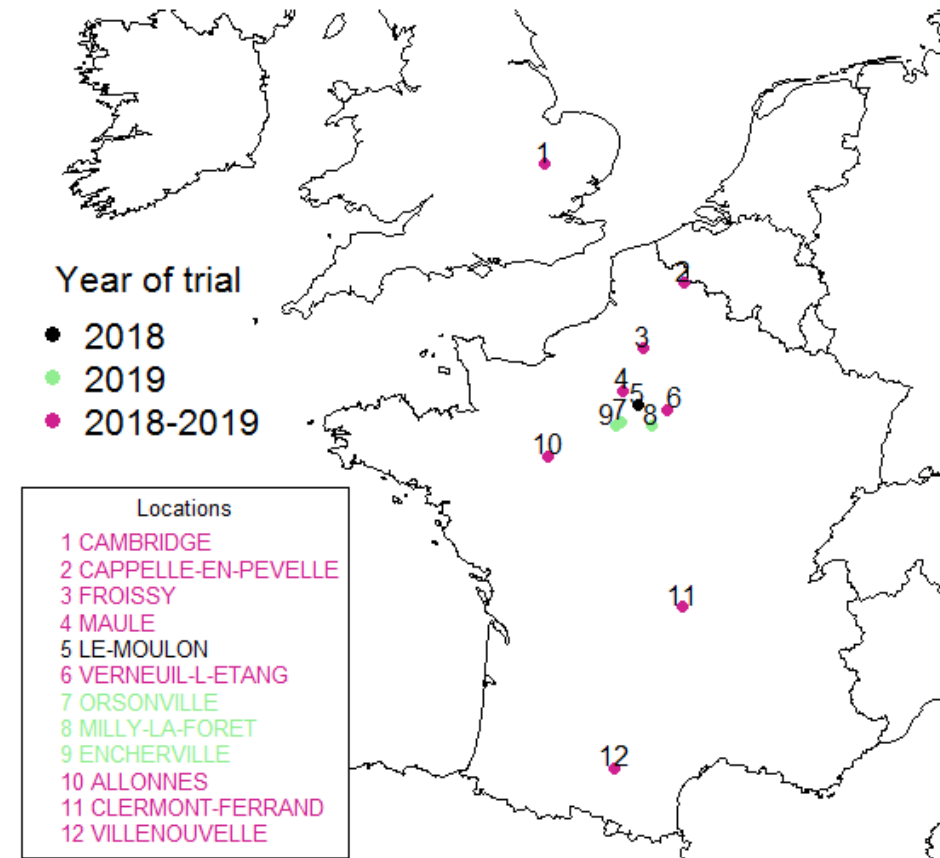 1
2
Year of trial
2018
2019
2018-2019
3
4
5
6
7
8
9
10
11
12
Locations
1 CAMBRIDGE
2 CAPPELLE-EN-PEVELLE
3 FROISSY
4 MAULE
5 LE-MOULON
6 VERNEUIL-L-ETANG
7 ORSONVILLE
8 MILLY-LA-FORET
9 ENCHERVILLE
10 ALLONNES
11 CLERMONT-FERRAND
12 VILLENOUVELLE